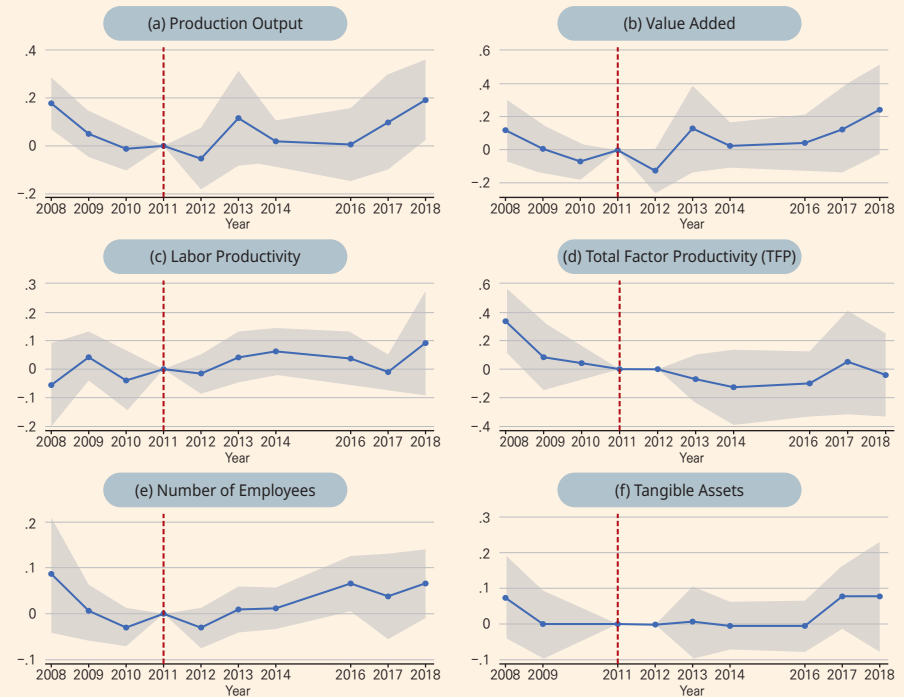 (a) Production Output
.4
.2
0
−.2
2008 2009 2010 2011 2012 2013 2014 2016 2017 2018
Year
(b) Value Added
.6
.4
.2
0
−.2
2008 2009 2010 2011 2012 2013 2014 2016 2017 2018
Year
(c) Labor Productivity
.3
.2
.1
0
−.1
−.2
2008 2009 2010 2011 2012 2013 2014 2016 2017 2018
Year
(d) Total Factor Productivity (TFP)
.6
.4
.2
0
−.2
−.4
2008 2009 2010 2011 2012 2013 2014 2016 2017 2018
Year
(e) Number of Employees
.2
.1
0
−.1
2008 2009 2010 2011 2012 2013 2014 2016 2017 2018
Year
(f) Tangible Assets
.3
.2
.1
0
−.1
2008 2009 2011 2012 2013 2014 2016 2017 2018
Year